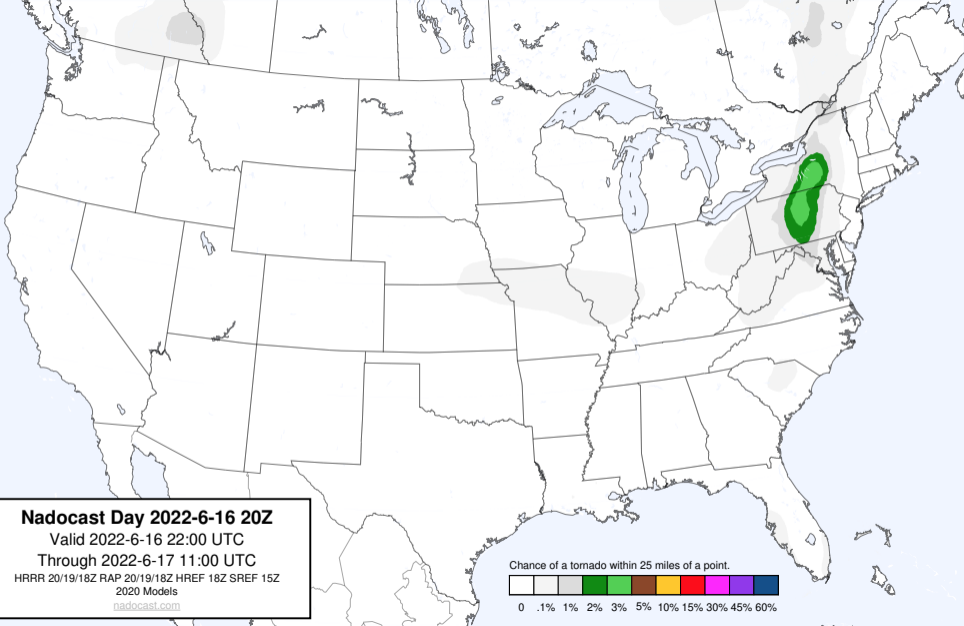 Nadocast Day 2022-6-16 20Z
Valid 2022-6-16 22:00 UTC
Through 2022-6-17 11:00 UTC
HRRR 20/19/18Z RAP 20/19/18Z HREF 18Z SREF 15Z
2020 Models
nadocast.com
Chance of a tornado within 25 miles of a point.
0 .1% 1% 2% 3% 5% 10% 15% 30% 45% 60%